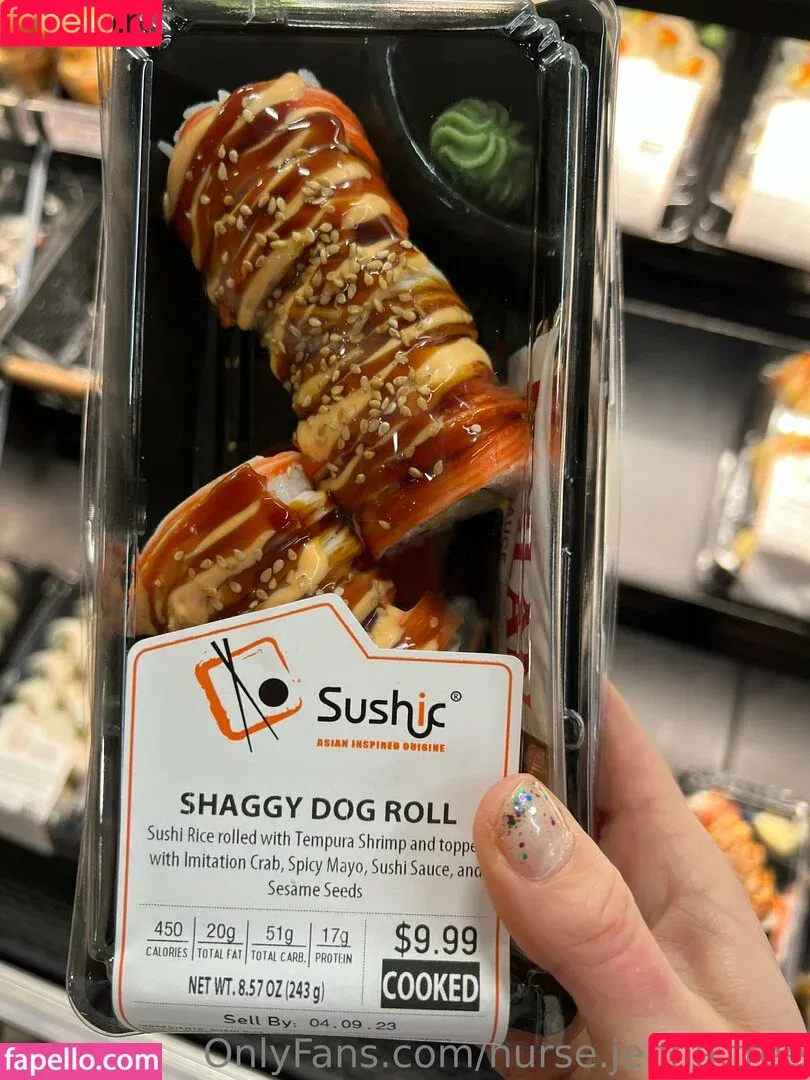 fapello.ru
Sushic®
ASIAN INSPIRED CUISINE
SHAGGY DOG ROLL
Sushi Rice rolled with Tempura Shrimp and toppe
with Imitation Crab, Spicy Mayo, Sushi Sauce, and
Sesame Seeds
450 20g 51g 17g
CALORIES TOTAL FAT TOTAL CARB. PROTEIN
$9.99
NET WT. 8.57 OZ (243 g)
COOKED
Sell By: 04.09.23
fapello.com
OnlyFans.com/nurse.je
fapello.ru